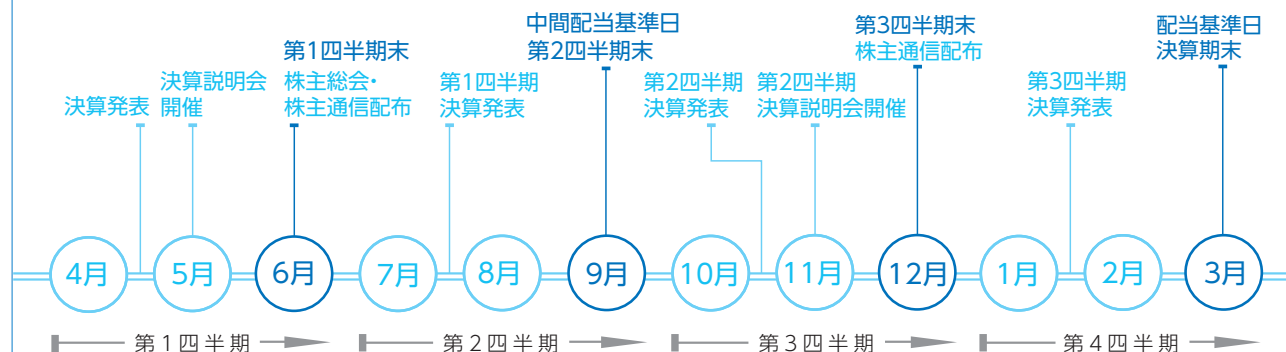 決算発表
決算説明会
開催
第1四半期末
株主総会・
株主通信配布
第1四半期
決算発表
中間配当基準日
第2四半期末
第2四半期
決算発表
第2四半期
決算説明会開催
第3四半期末
株主通信配布
第3四半期
決算発表
配当基準日
決算期末
4月
5月
6月
7月
8月
9月
10月
11月
12月
1月
2月
3月
第1四半期
第2四半期
第3四半期
第4四半期